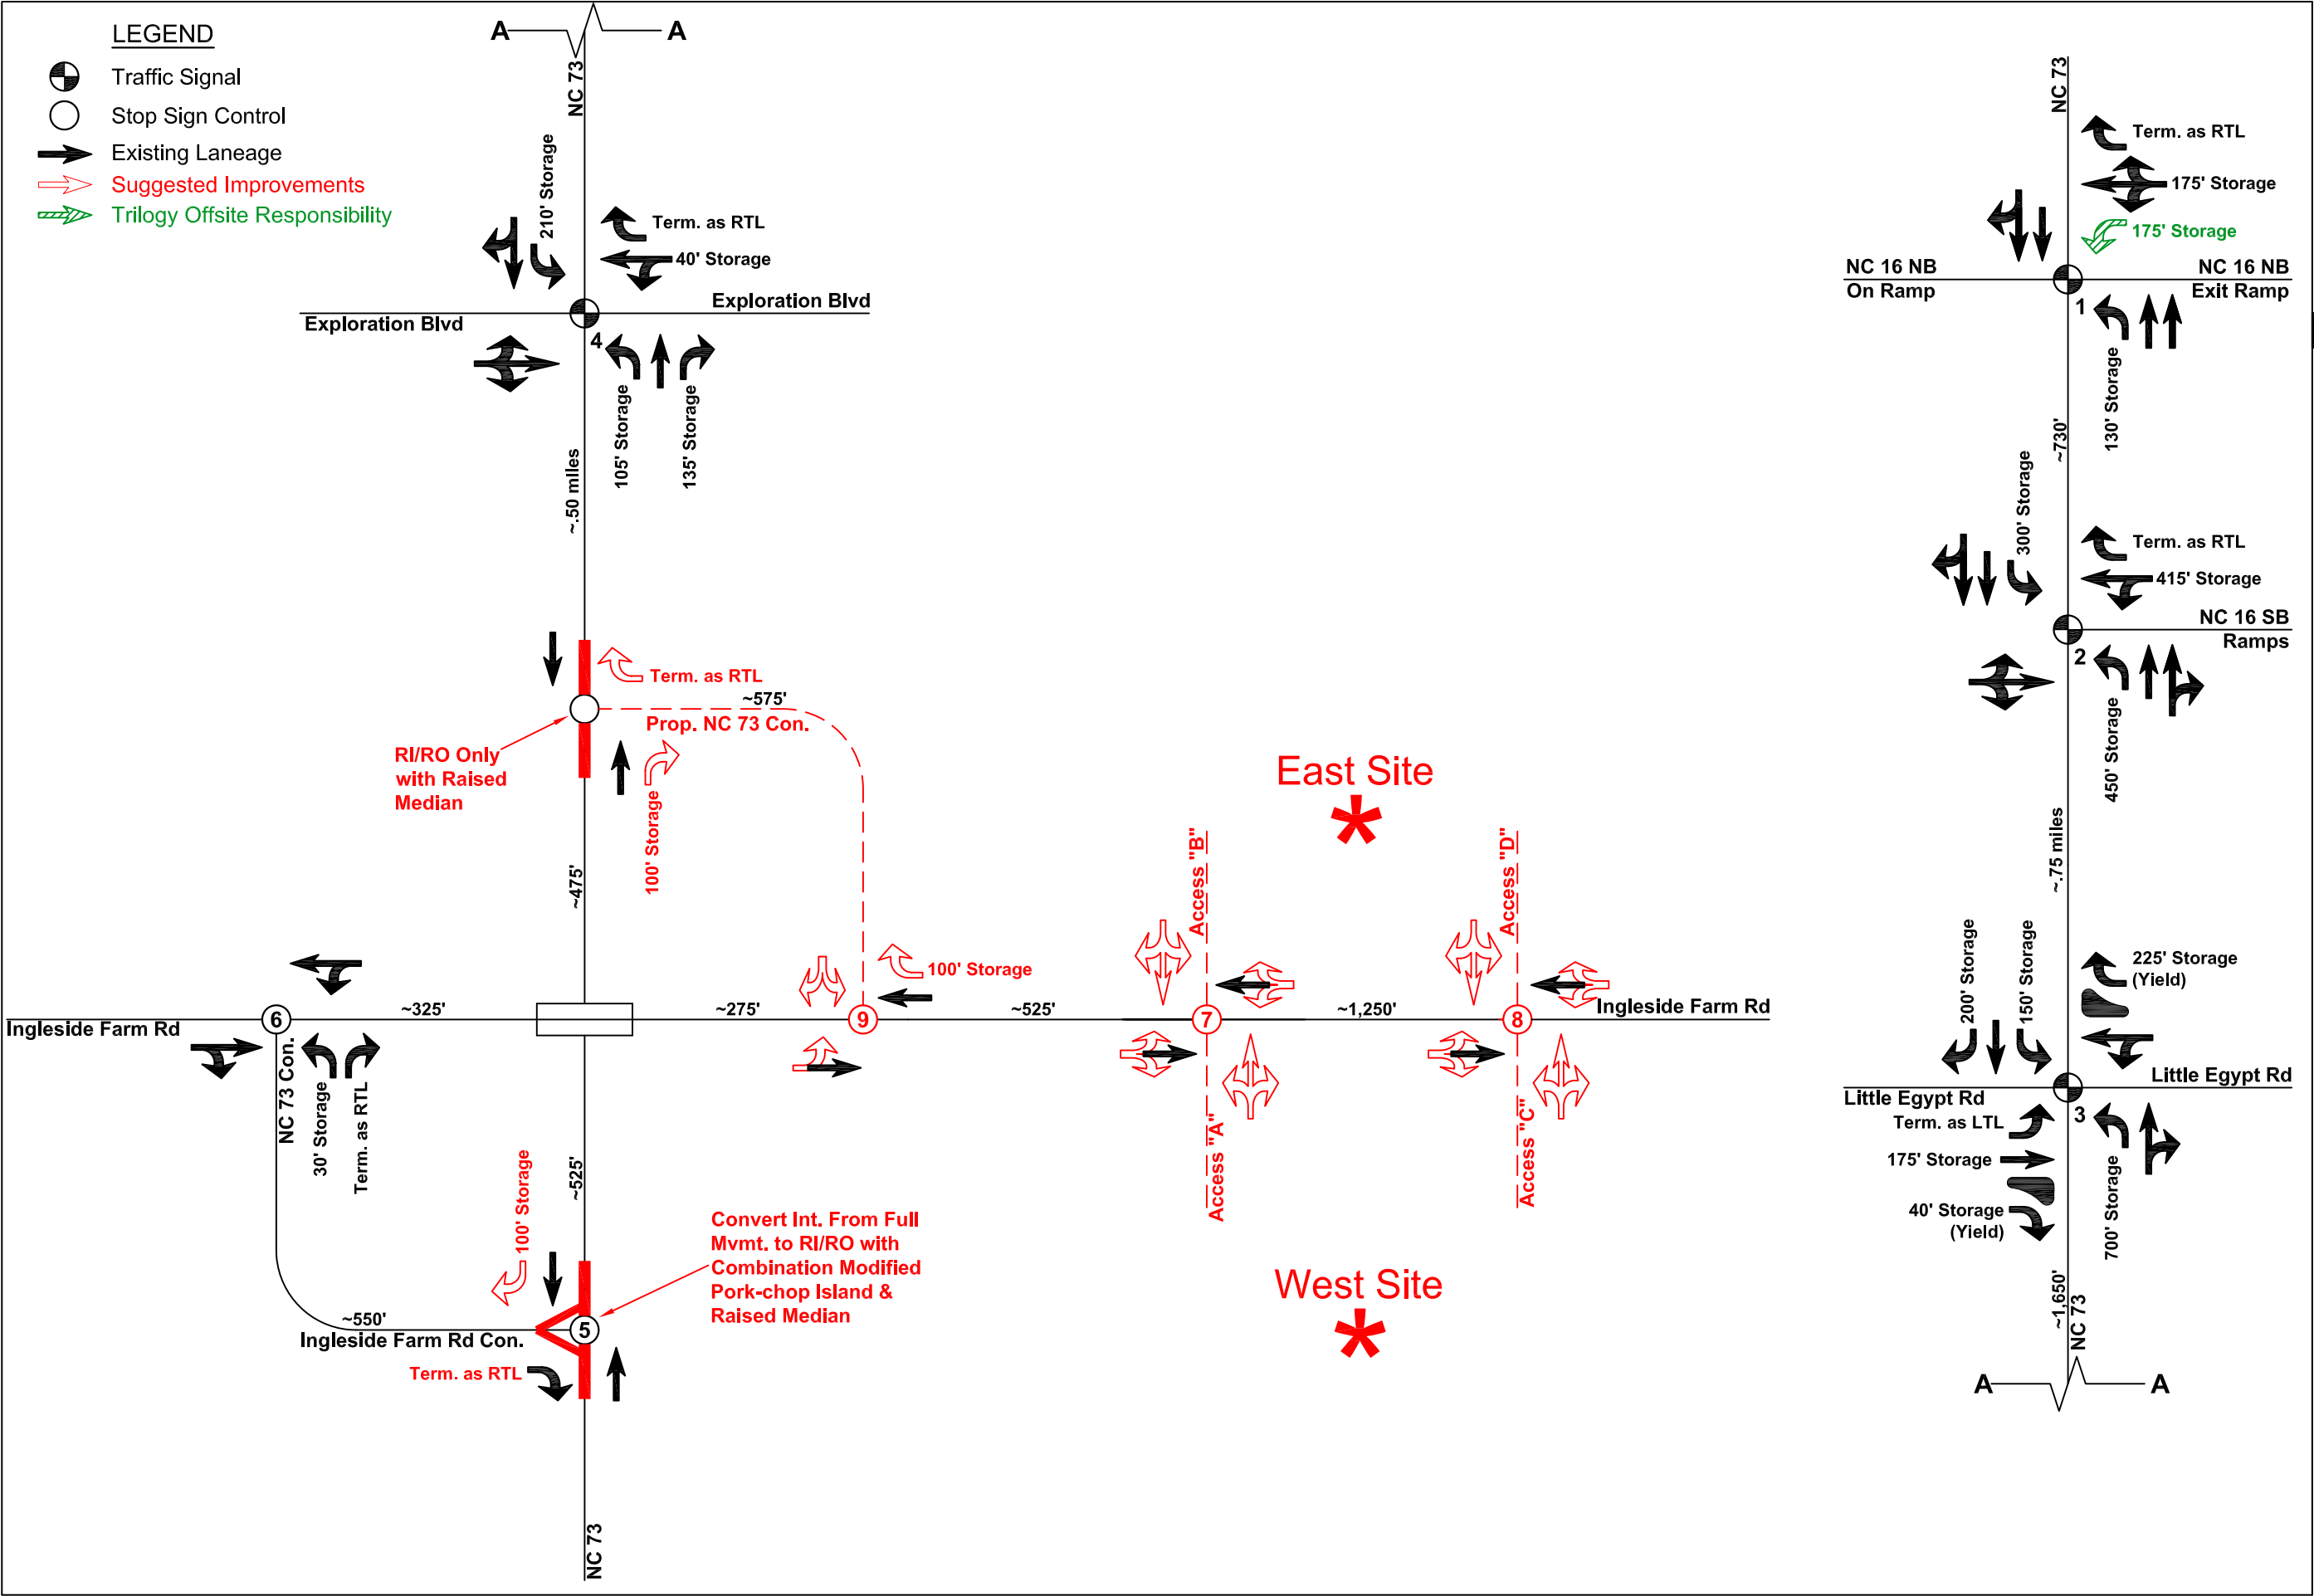 LEGEND
Traffic Signal
Stop Sign Control
Existing Laneage
Suggested Improvements
Trilogy Offsite Responsibility
A
A
NC 73
210' Storage
Term. as RTL
40' Storage
Exploration Blvd
Exploration Blvd
4
105' Storage
135' Storage
~.50 miles
Term. as RTL
~575'
Prop. NC 73 Con.
RI/RO Only
with Raised
Median
100' Storage
~475'
100' Storage
Ingleside Farm Rd
6
~325'
~275'
9
~525'
7
~1,250'
8
Ingleside Farm Rd
Access "B"
Access "D"
Access "A"
Access "C"
East Site
*
West Site
*
NC 73 Con.
30' Storage
Term. as RTL
~525'
100' Storage
Convert Int. From Full
Mvmt. to RI/RO with
Combination Modified
Pork-chop Island &
Raised Median
~550'
5
Ingleside Farm Rd Con.
Term. as RTL
NC 73
NC 73
Term. as RTL
175' Storage
175' Storage
NC 16 NB
On Ramp
NC 16 NB
Exit Ramp
1
130' Storage
~730'
300' Storage
Term. as RTL
415' Storage
NC 16 SB
Ramps
2
450' Storage
~.75 miles
200' Storage
150' Storage
225' Storage
(Yield)
Little Egypt Rd
Little Egypt Rd
3
Term. as LTL
175' Storage
40' Storage
(Yield)
700' Storage
~1,650'
NC 73
A
A